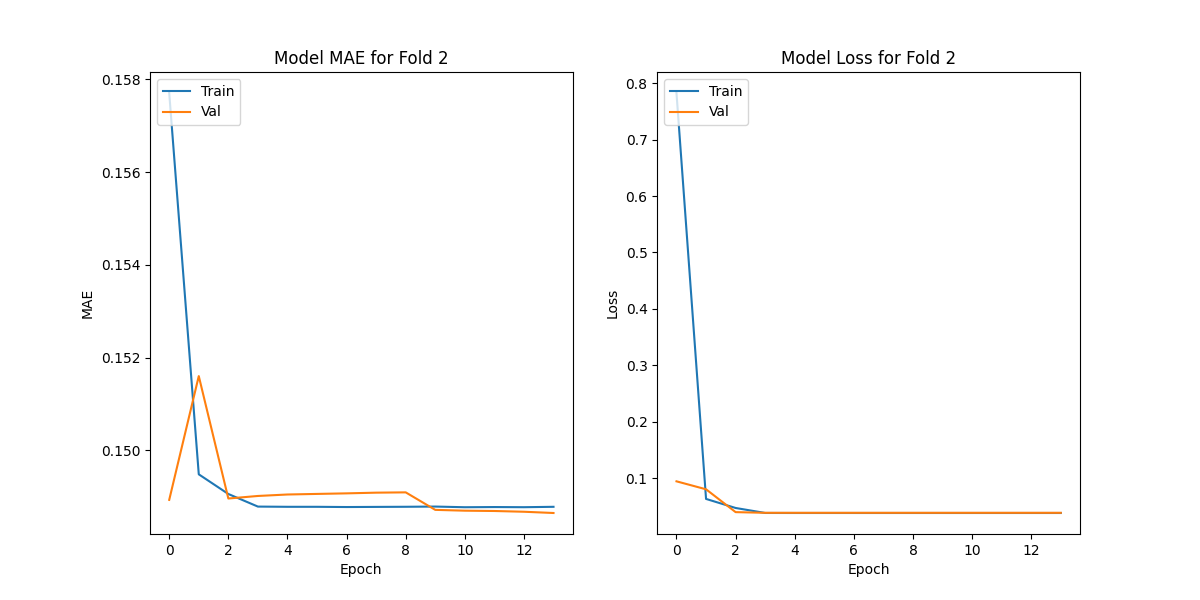 Model MAE for Fold 2
0.158
0.156
0.154
0.152
0.150
MAE
Train
Val
0 2 4 6 8 10 12
Epoch
Model Loss for Fold 2
0.8
0.7
0.6
0.5
0.4
0.3
0.2
0.1
Loss
Train
Val
0 2 4 6 8 10 12
Epoch